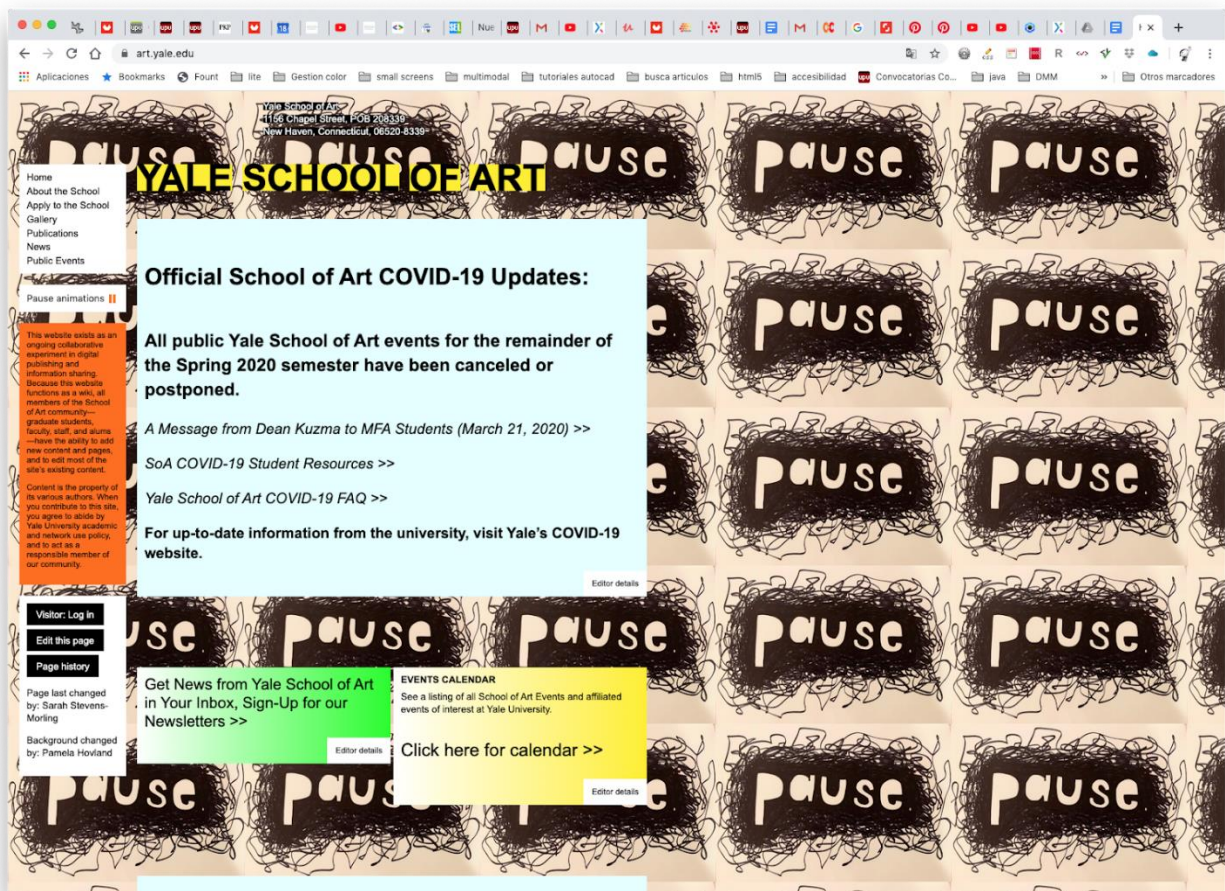 Nue
art.yale.edu
Aplicaciones
Bookmarks
Fount
lite
Gestion color
small screens
multimodal
tutoriales autocad
busca articulos
html5
accesibilidad
Convocatorias Co...
java
DMM
»
Otros marcadores
Yale School of Art
1156 Chapel Street, POB 208339
New Haven, Connecticut, 06520-8339
YALE SCHOOL OF ART
Home
About the School
Apply to the School
Gallery
Publications
News
Public Events
Pause animations
This website exists as an
ongoing collaborative
experiment in digital
publishing and
information sharing.
Because this website
functions as a wiki, all
members of the School
of Art community—
graduate students,
faculty, staff, and alums
—have the ability to add
new content and pages,
and to edit most of the
site's existing content.
Content is the property of
its various authors. When
you contribute to this site,
you agree to abide by
Yale University academic
and network use policy,
and to act as a
responsible member of
our community.
Visitor: Log in
Edit this page
Page history
Page last changed
by: Sarah Stevens-
Morling
Background changed
by: Pamela Hovland
Official School of Art COVID-19 Updates:
All public Yale School of Art events for the remainder of
the Spring 2020 semester have been canceled or
postponed.
A Message from Dean Kuzma to MFA Students (March 21, 2020) >>
SoA COVID-19 Student Resources >>
Yale School of Art COVID-19 FAQ >>
For up-to-date information from the university, visit Yale's COVID-19
website.
Editor details
Get News from Yale School of Art
in Your Inbox, Sign-Up for our
Newsletters >>
Editor details
EVENTS CALENDAR
See a listing of all School of Art Events and affiliated
events of interest at Yale University.
Click here for calendar >>
Editor details
pause
pause
pause
pause
pause